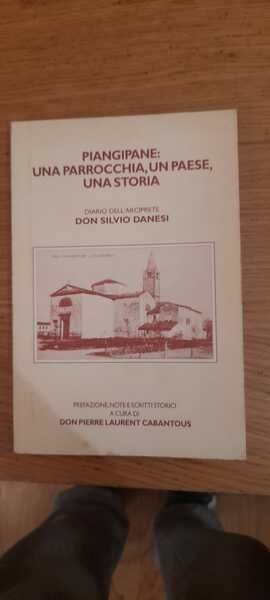 PIANGIPANE:
UNA PARROCCHIA, UN PAESE,
UNA STORIA
DIARIO DELL'ARCIPRETE
DON SILVIO DANESI
PREFAZIONE, NOTE E SCRITTI STORICI
A CURA DI
DON PIERRE LAURENT CABANTOUS